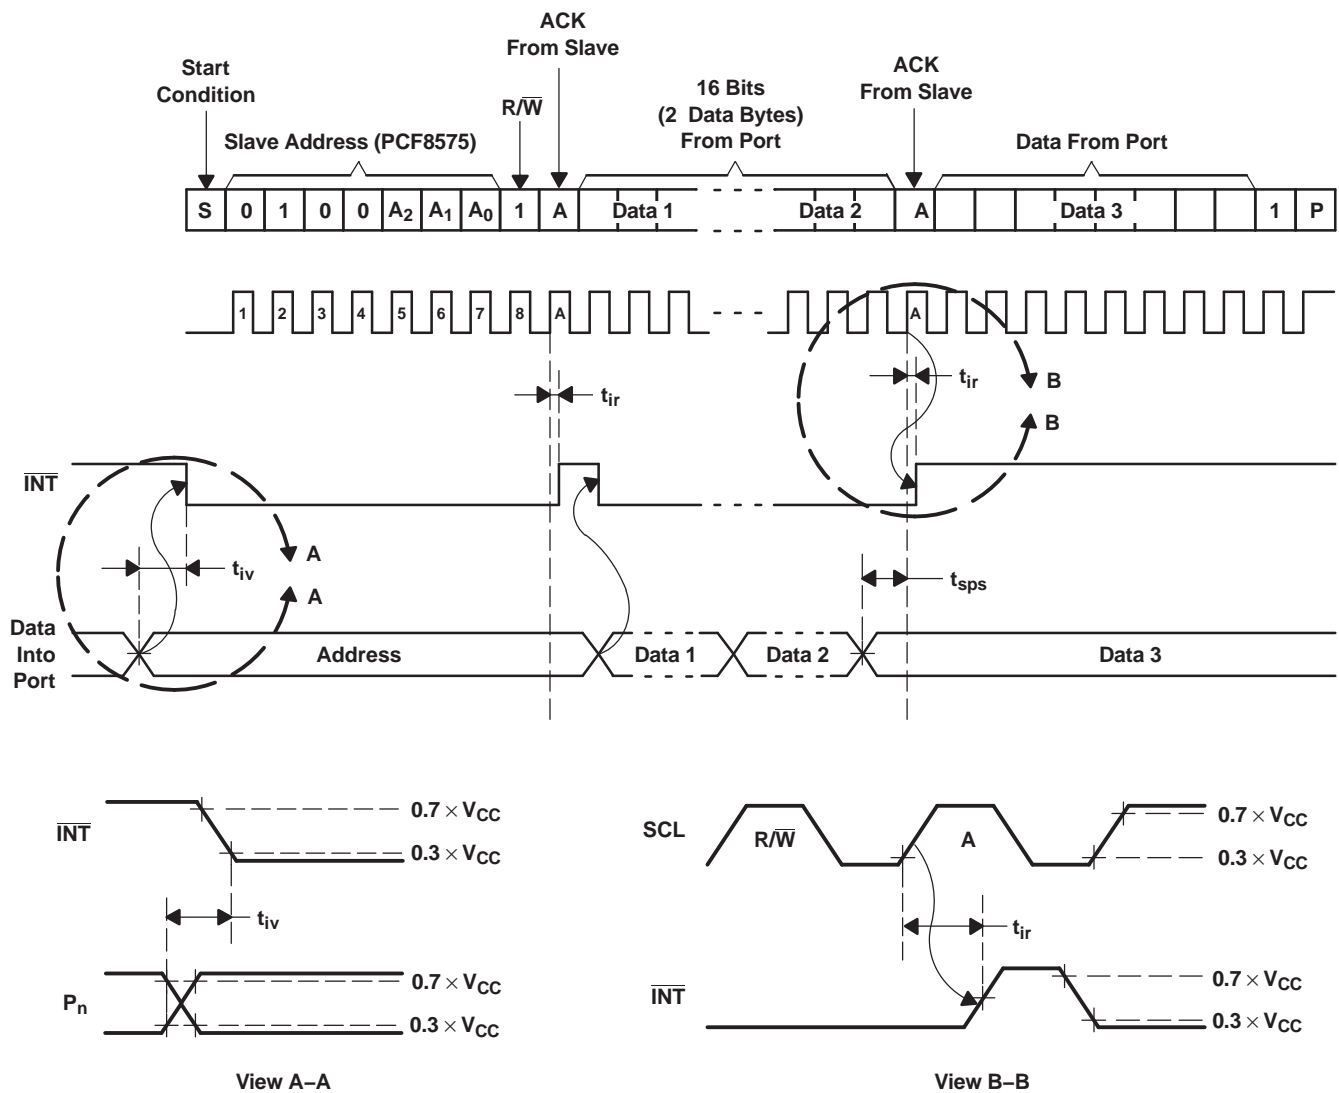 ACK
From Slave
Start
Condition
R/W̅
16 Bits
(2 Data Bytes)
From Port
ACK
From Slave
Slave Address (PCF8575)
Data From Port
S 0 1 0 0 A2 A1 A0 1 A Data 1 Data 2 A Data 3 1 P
1 2 3 4 5 6 7 8 A A
tir
tir
B
B
I̅N̅T̅
A
tiv
A
tsps
Data
Into
Port
Address
Data 1
Data 2
Data 3
I̅N̅T̅
0.7 × VCC
0.3 × VCC
tiv
Pn
0.7 × VCC
0.3 × VCC
View A–A
SCL
R/W̅
A
0.7 × VCC
0.3 × VCC
tir
I̅N̅T̅
0.7 × VCC
0.3 × VCC
View B–B